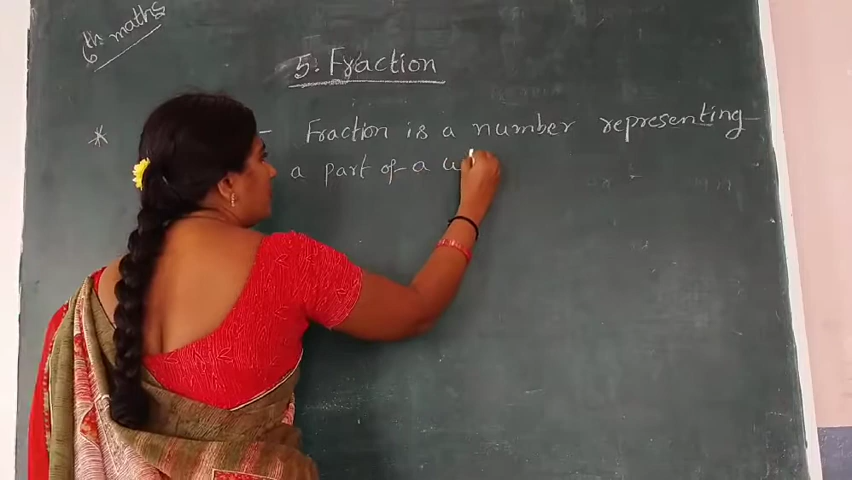 6th maths
5. Fraction
* - Fraction is a number representing
a part of a w